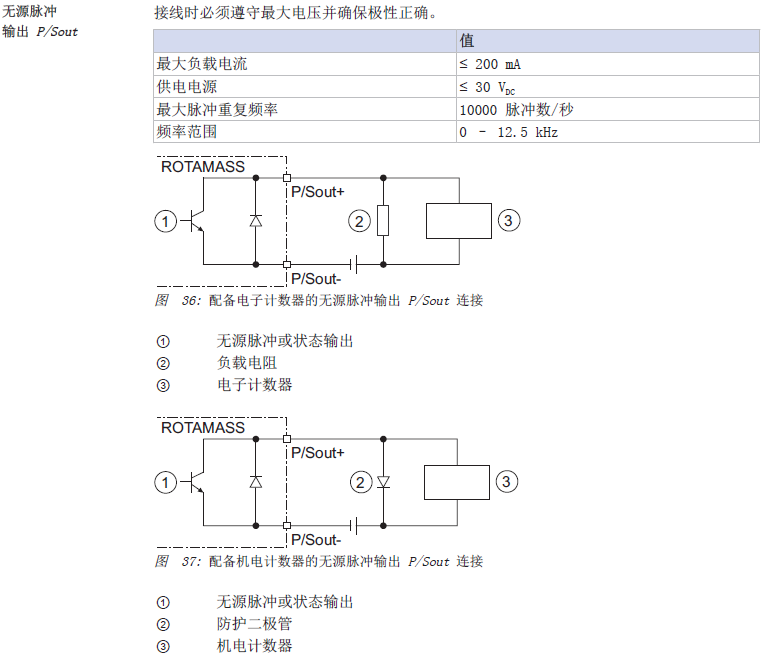 无源脉冲
输出 P/Sout
接线时必须遵守最大电压并确保极性正确。
值
最大负载电流 ≤ 200 mA
供电电源 ≤ 30 VDC
最大脉冲重复频率 10000 脉冲数/秒
频率范围 0 - 12.5 kHz
ROTAMASS
P/Sout+
① ② ③
P/Sout-
图 36: 配备电子计数器的无源脉冲输出 P/Sout 连接
① 无源脉冲或状态输出
② 负载电阻
③ 电子计数器
ROTAMASS
P/Sout+
① ② ③
P/Sout-
图 37: 配备机电计数器的无源脉冲输出 P/Sout 连接
① 无源脉冲或状态输出
② 防护二极管
③ 机电计数器